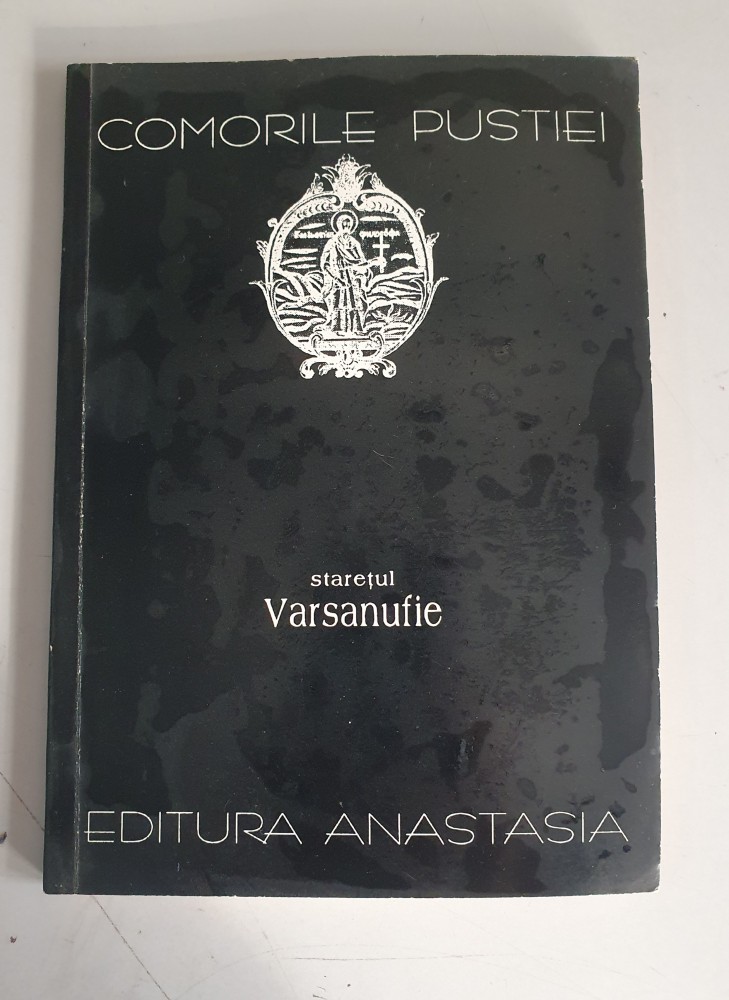 COMORILE PUSTIEI
starețul
Varsanufie
EDITURA ANASTASIA